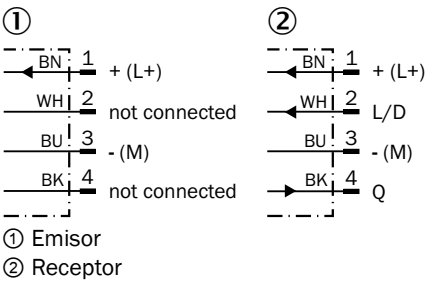 ① ②
BN 1 + (L+) BN 1 + (L+)
WH 2 not connected WH 2 L/D
BU 3 - (M) BU 3 - (M)
BK 4 not connected BK 4 Q
① Emisor
② Receptor